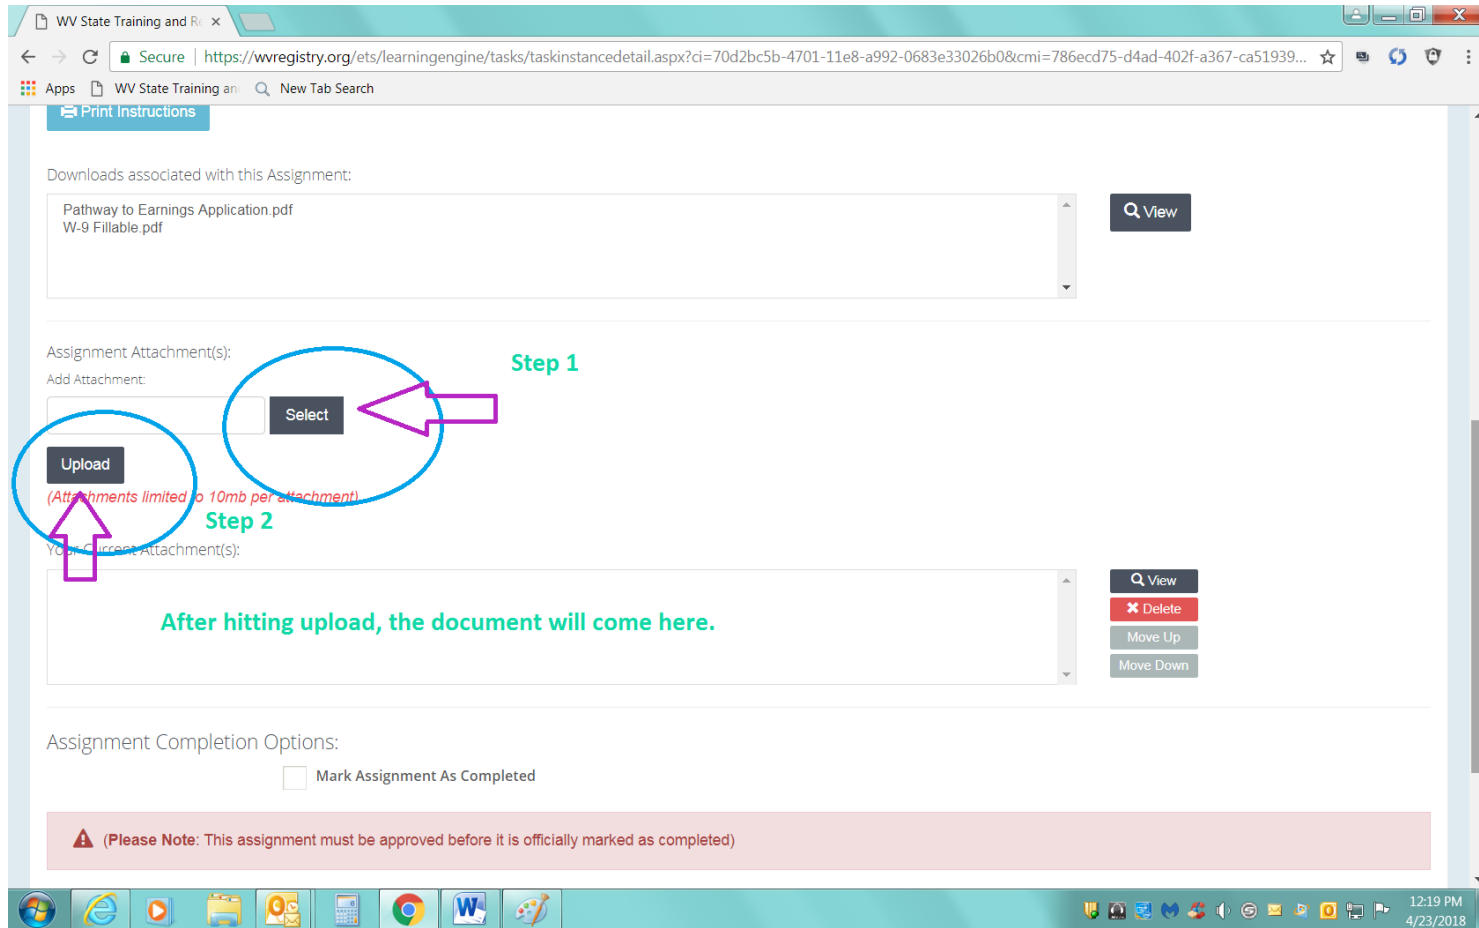 WV State Training and Re
Secure | https://wvregistry.org/ets/learningengine/tasks/taskinstancedetail.aspx?ci=70d2bc5b-4701-11e8-a992-0683e33026b0&cmi=786ecd75-d4ad-402f-a367-ca51939...
Apps WV State Training an New Tab Search
Print Instructions
Downloads associated with this Assignment:
Pathway to Earnings Application.pdf
W-9 Fillable.pdf
View
Assignment Attachment(s):
Step 1
Add Attachment:
Select
Upload
(Attachments limited to 10mb per attachment)
Step 2
Your Current Attachment(s):
View
Delete
Move Up
Move Down
After hitting upload, the document will come here.
Assignment Completion Options:
Mark Assignment As Completed
(Please Note: This assignment must be approved before it is officially marked as completed)
12:19 PM
4/23/2018